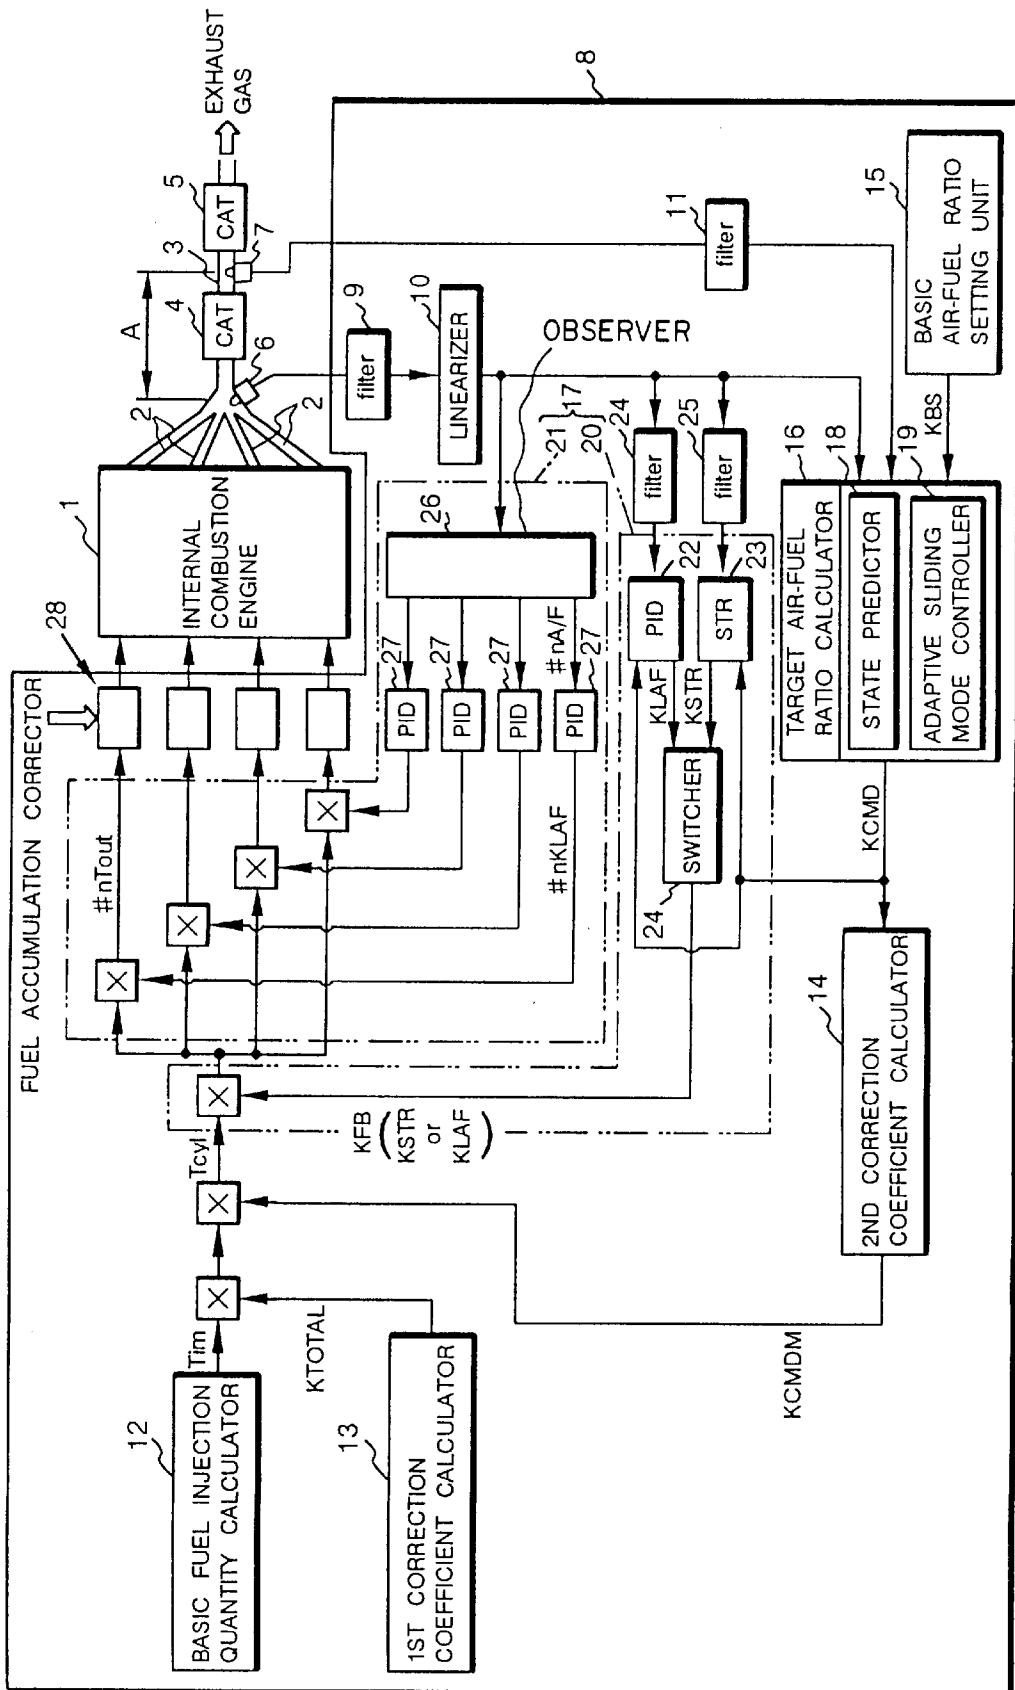 FUEL ACCUMULATION CORRECTOR
28
1
INTERNAL
COMBUSTION
ENGINE
2
2
A
4
CAT
3
5
CAT
7
6
EXHAUST
GAS
8
#nTout
9
filter
10
LINEARIZER
OBSERVER
11
filter
15
BASIC
AIR-FUEL RATIO
SETTING UNIT
KBS
26
21
20
17
24
filter
25
filter
27
PID
27
PID
27
PID
27
PID
#nA/F
#nKLAF
22
PID
23
STR
KLAF
KSTR
SWITCHER
24
16
TARGET AIR-FUEL
RATIO CALCULATOR
18
STATE PREDICTOR
19
ADAPTIVE SLIDING
MODE CONTROLLER
KCMD
14
2ND CORRECTION
COEFFICIENT CALCULATOR
KCMDM
KFB (KSTR
or
KLAF)
Tcyl
Tim
12
BASIC FUEL INJECTION
QUANTITY CALCULATOR
KTOTAL
13
1ST CORRECTION
COEFFICIENT CALCULATOR